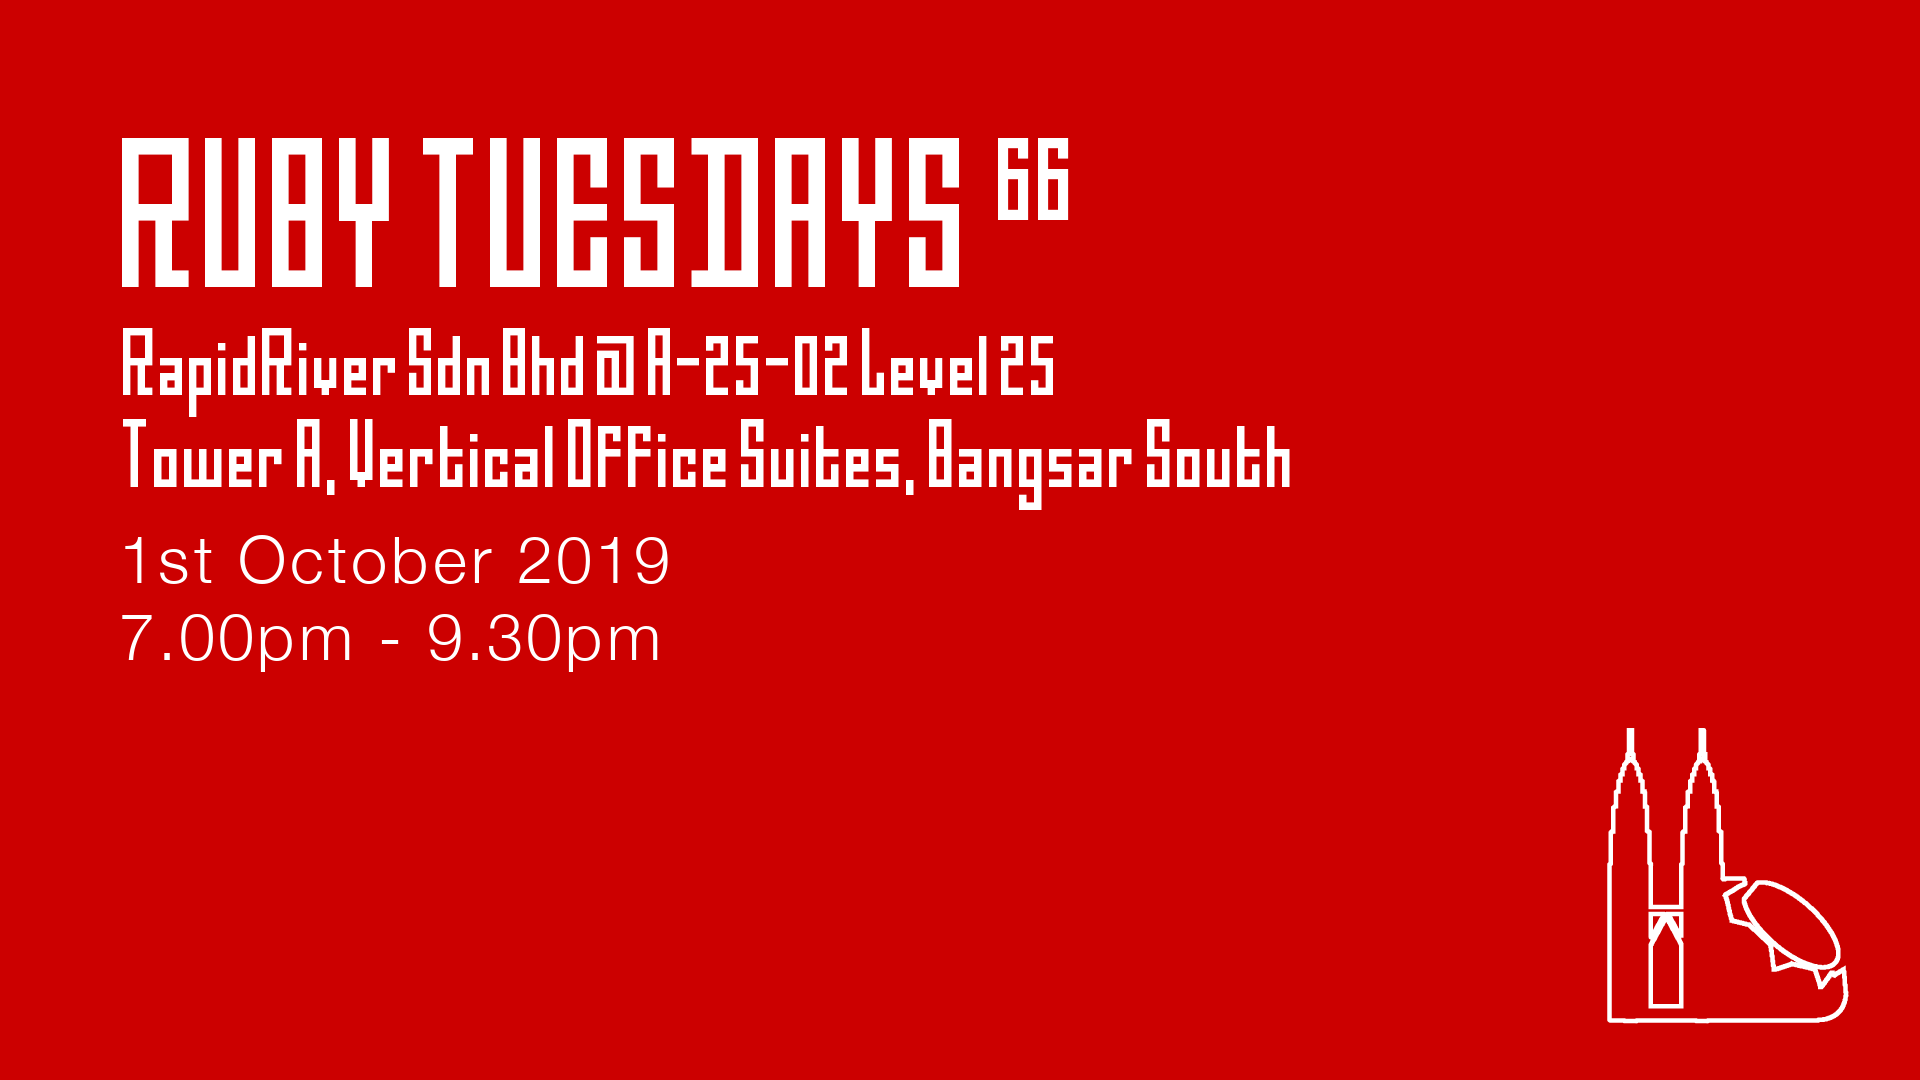 RUBY TUESDAYS 66
RapidRiver Sdn Bhd @ A-25-02 Level 25
Tower A, Vertical Office Suites, Bangsar South
1st October 2019
7.00pm - 9.30pm